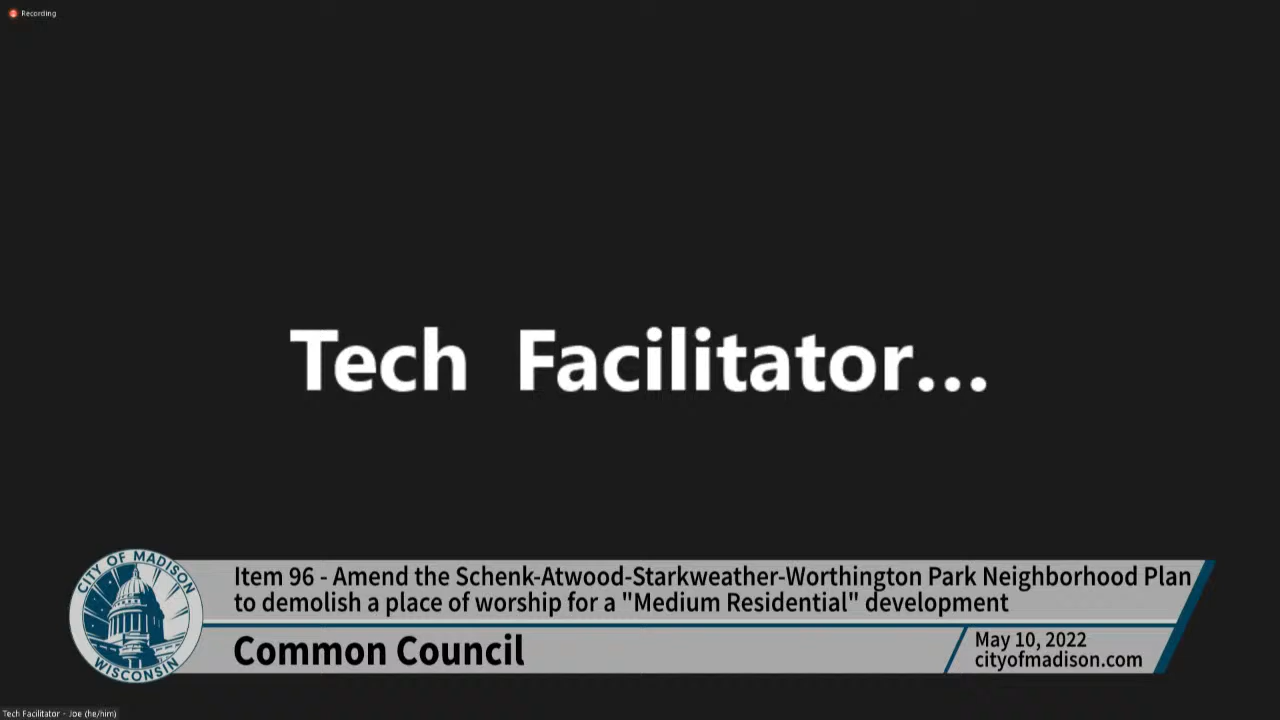 Recording
Tech Facilitator...
CITY OF MADISON
WISCONSIN
Item 96 - Amend the Schenk-Atwood-Starkweather-Worthington Park Neighborhood Plan
to demolish a place of worship for a "Medium Residential" development
Common Council
May 10, 2022
cityofmadison.com
Tech Facilitator - Joe (he/him)